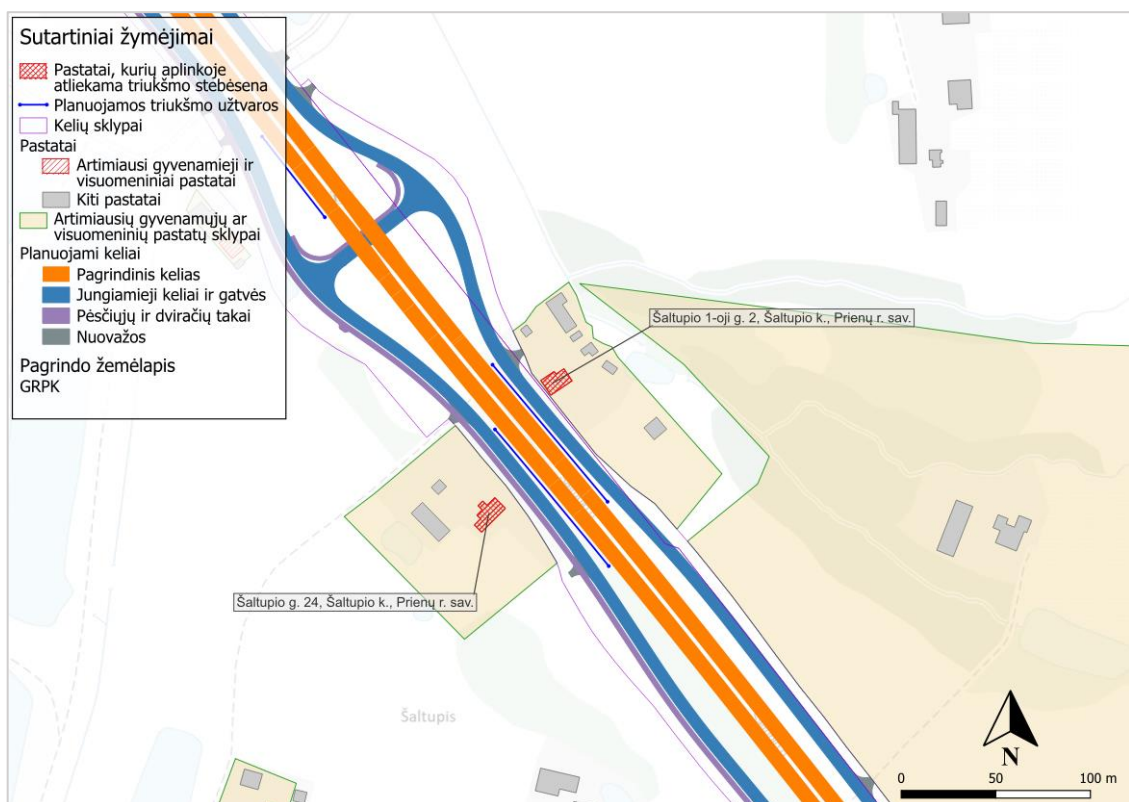 Sutartiniai žymėjimai
Pastatai, kurių aplinkoje
atliekama triukšmo stebėsena
Planuojamos triukšmo užtvaros
Kelių sklypai
Pastatai
Artimiausi gyvenamieji ir
visuomeniniai pastatai
Kiti pastatai
Artimiausių gyvenamųjų ar
visuomeninių pastatų sklypai
Planuojami keliai
Pagrindinis kelias
Jungiamieji keliai ir gatvės
Pėsčiųjų ir dviračių takai
Nuovažos
Pagrindo žemėlapis
GRPK
Šaltupio 1-oji g. 2, Šaltupio k., Prienų r. sav.
Šaltupio g. 24, Šaltupio k., Prienų r. sav.
Šaltupis
N
0 50 100 m